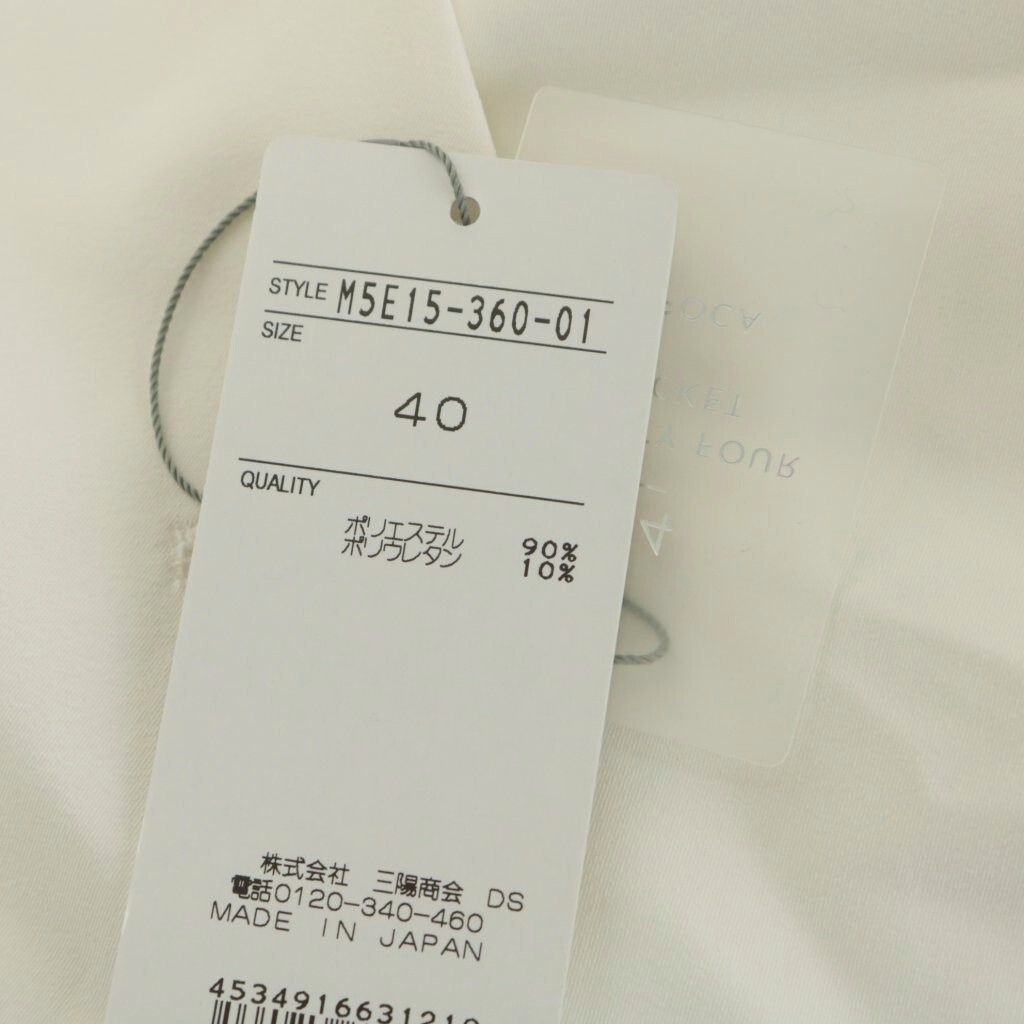 STYLE M5E15-360-01
SIZE
40
QUALITY
ポリエステル 90%
ポリウレタン 10%
株式会社 三陽商会 DS
電話0120-340-460
MADE IN JAPAN
FOUR
4